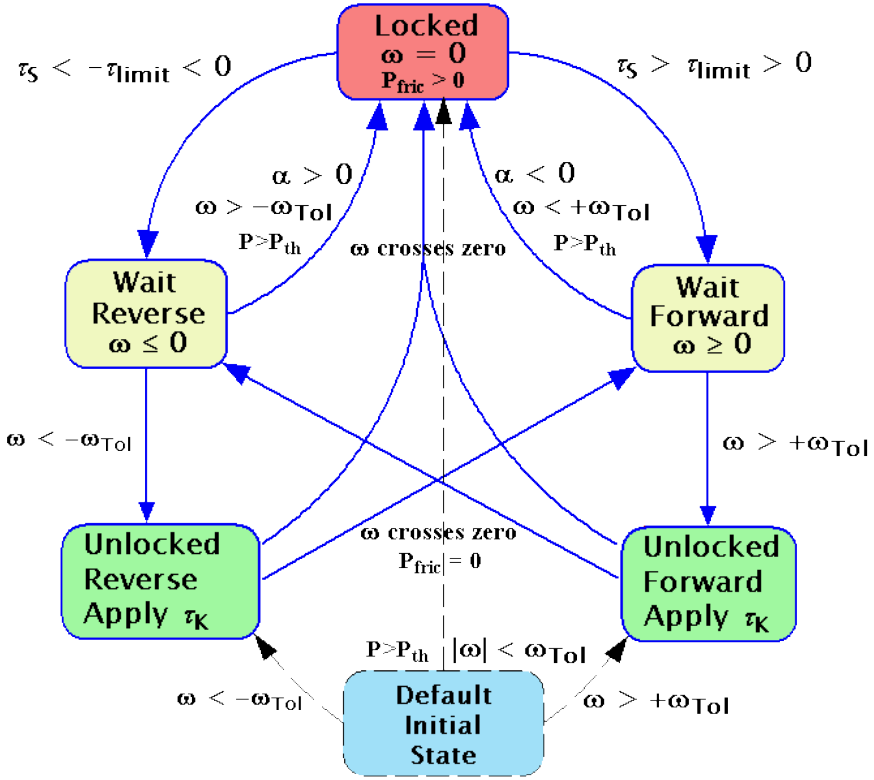 Locked
ω = 0
P_fric > 0
τ_S < −τ_limit < 0
τ_S > τ_limit > 0
α > 0
ω > −ω_Tol
P>P_th
α < 0
ω < +ω_Tol
P>P_th
ω crosses zero
Wait
Reverse
ω ≤ 0
Wait
Forward
ω ≥ 0
ω < −ω_Tol
ω > +ω_Tol
Unlocked
Reverse
Apply τ_K
ω crosses zero
P_fric = 0
Unlocked
Forward
Apply τ_K
P>P_th |ω| < ω_Tol
ω < −ω_Tol
ω > +ω_Tol
Default
Initial
State